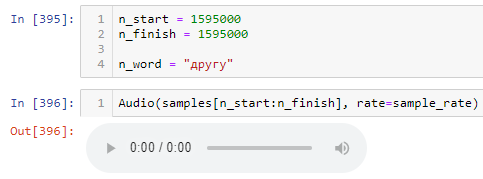 In [395]:
1 n_start = 1595000
2 n_finish = 1595000
3
4 n_word = "другу"
In [396]:
1 Audio(samples[n_start:n_finish], rate=sample_rate)
Out[396]:
0:00 / 0:00